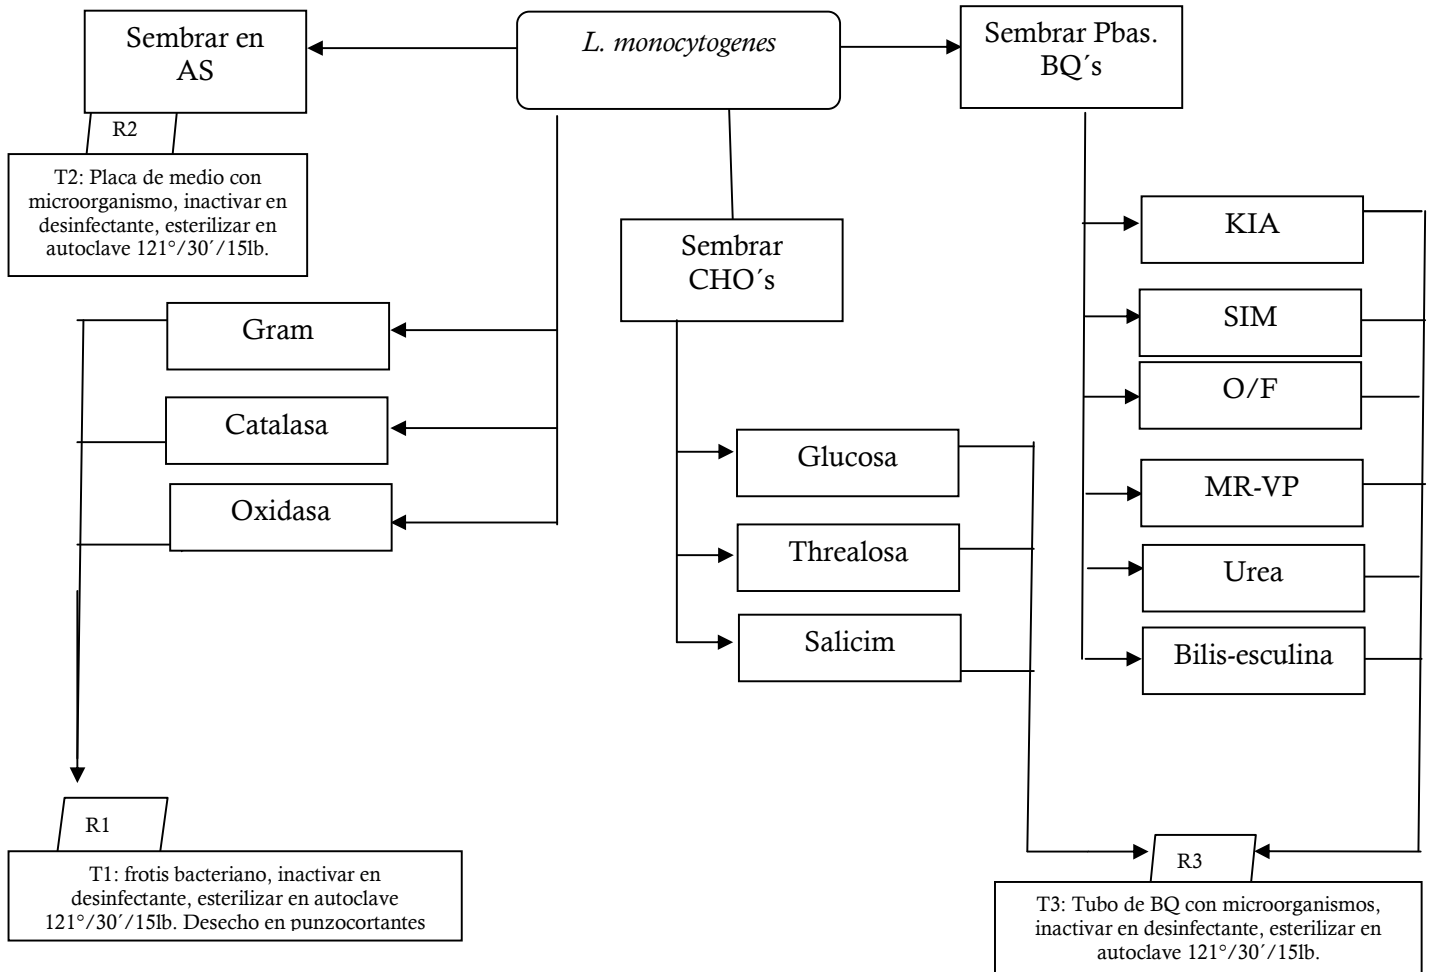 Sembrar en
AS
L. monocytogenes
Sembrar Pbas.
BQ´s
R2
T2: Placa de medio con
microorganismo, inactivar en
desinfectante, esterilizar en
autoclave 121°/30´/15lb.
Sembrar
CHO´s
KIA
SIM
O/F
MR-VP
Urea
Bilis-esculina
Gram
Catalasa
Oxidasa
Glucosa
Threalosa
Salicim
R1
T1: frotis bacteriano, inactivar en
desinfectante, esterilizar en autoclave
121°/30´/15lb. Desecho en punzocortantes
R3
T3: Tubo de BQ con microorganismos,
inactivar en desinfectante, esterilizar en
autoclave 121°/30´/15lb.